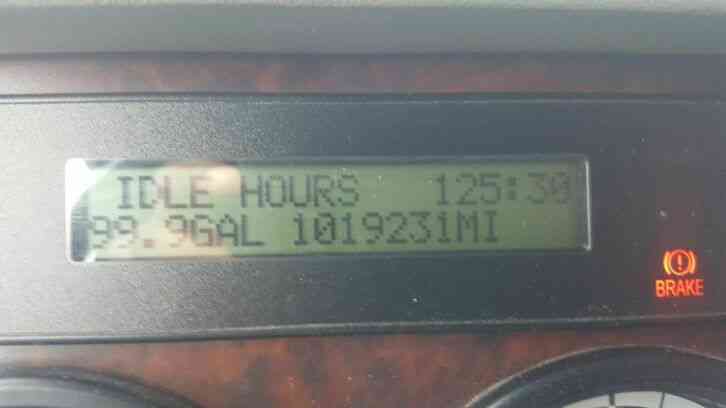 IDLE HOURS 125:30
99.9GAL 1019231MI
BRAKE